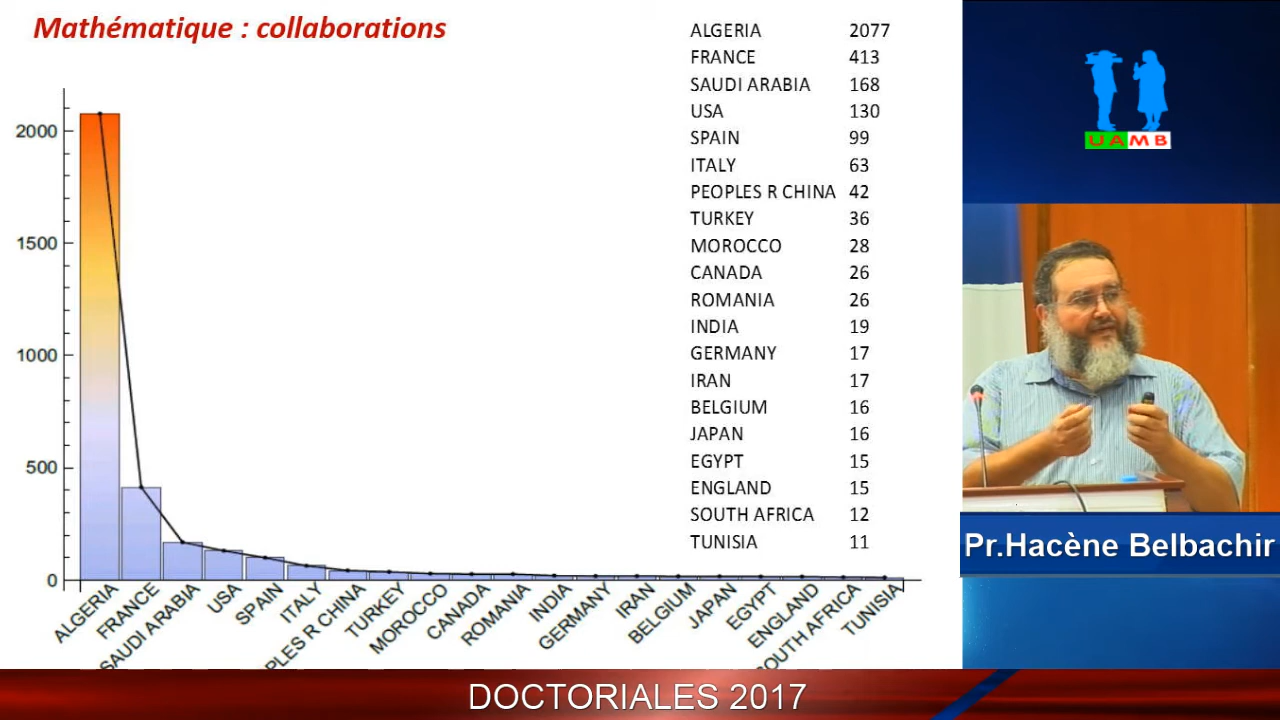 Mathématique : collaborations
ALGERIA 2077
FRANCE 413
SAUDI ARABIA 168
USA 130
SPAIN 99
ITALY 63
PEOPLES R CHINA 42
TURKEY 36
MOROCCO 28
CANADA 26
ROMANIA 26
INDIA 19
GERMANY 17
IRAN 17
BELGIUM 16
JAPAN 16
EGYPT 15
ENGLAND 15
SOUTH AFRICA 12
TUNISIA 11
2000
1500
1000
500
0
ALGERIA
FRANCE
SAUDI ARABIA
USA
SPAIN
ITALY
PLES R CHINA
TURKEY
MOROCCO
CANADA
ROMANIA
INDIA
GERMANY
IRAN
BELGIUM
JAPAN
EGYPT
ENGLAND
SOUTH AFRICA
TUNISIA
UAMB
Pr.Hacène Belbachir
DOCTORIALES 2017